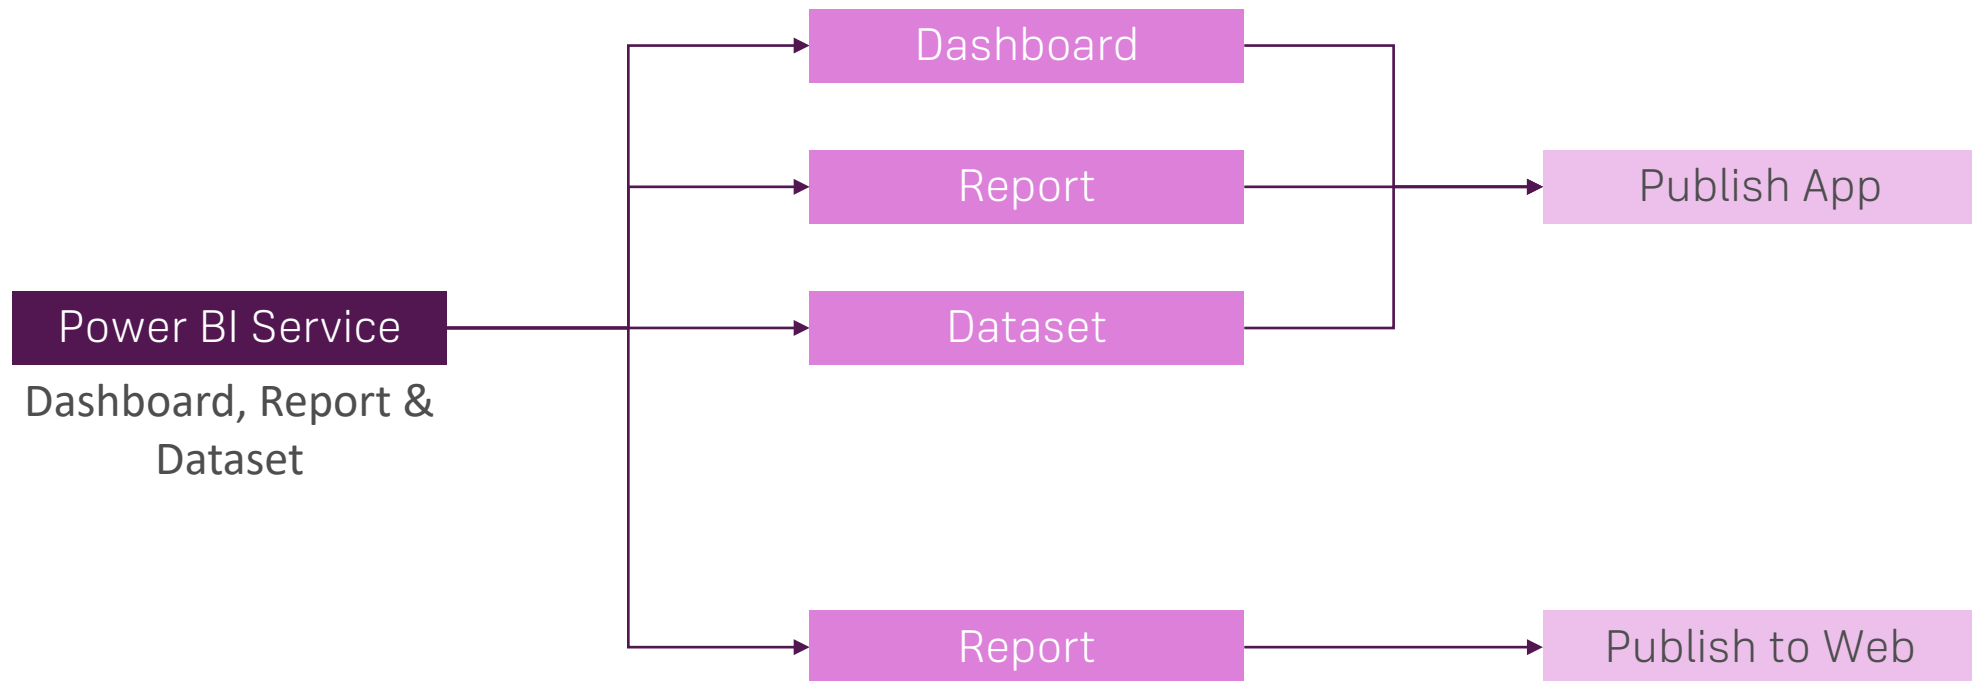 Dashboard
Report
Publish App
Power BI Service
Dataset
Dashboard, Report &
Dataset
Report
Publish to Web